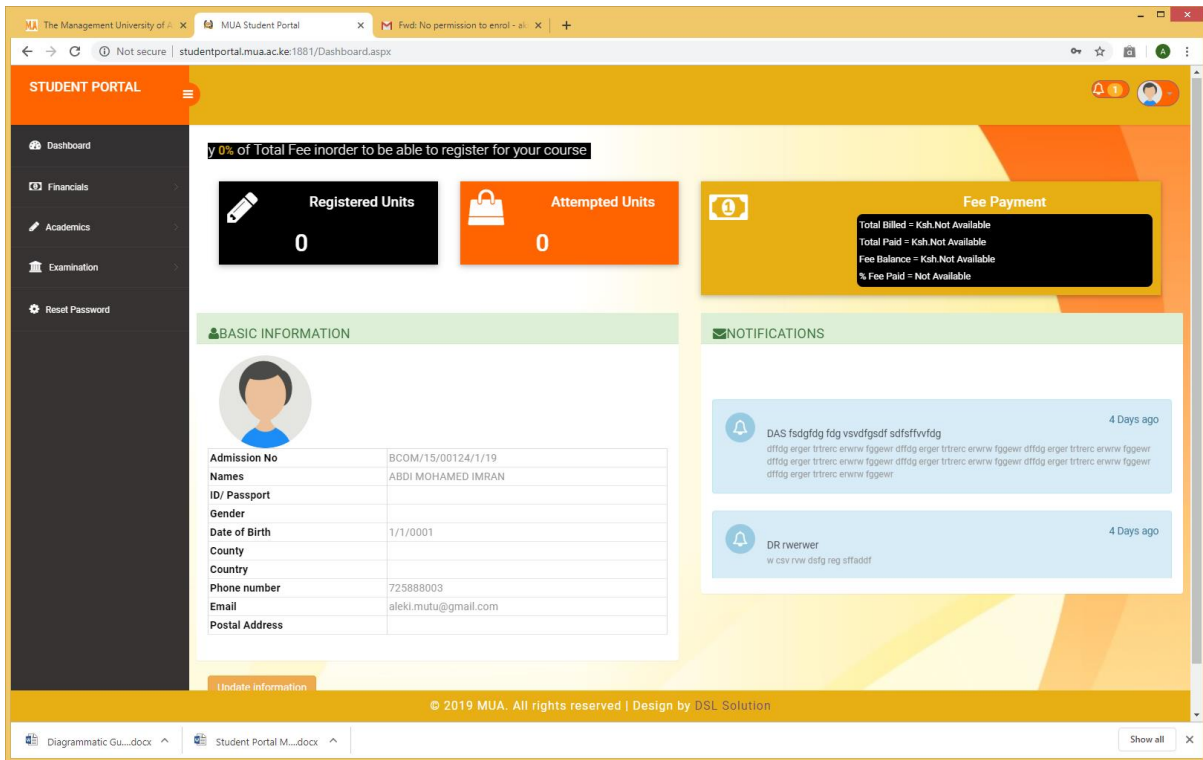 The Management University of A
MUA Student Portal
Fwd: No permission to enrol - ak
Not secure | studentportal.mua.ac.ke:1881/Dashboard.aspx
A
STUDENT PORTAL
1
Dashboard
Financials
Academics
Examination
Reset Password
y 0% of Total Fee inorder to be able to register for your course
Registered Units
0
Attempted Units
0
Fee Payment
Total Billed = Ksh.Not Available
Total Paid = Ksh.Not Available
Fee Balance = Ksh.Not Available
% Fee Paid = Not Available
BASIC INFORMATION
Admission No BCOM/15/00124/1/19
Names ABDI MOHAMED IMRAN
ID/ Passport
Gender
Date of Birth 1/1/0001
County
Country
Phone number 725888003
Email aleki.mutu@gmail.com
Postal Address
Update information
NOTIFICATIONS
4 Days ago
DAS fsdgfdg fdg vsvdfgsdf sdfsffvvfdg
dffdg erger trtrerc erwrw fggewr dffdg erger trtrerc erwrw fggewr dffdg erger trtrerc erwrw fggewr
dffdg erger trtrerc erwrw fggewr dffdg erger trtrerc erwrw fggewr dffdg erger trtrerc erwrw fggewr
dffdg erger trtrerc erwrw fggewr
4 Days ago
DR rwerwer
w csv rvw dsfg reg sffaddf
© 2019 MUA. All rights reserved | Design by DSL Solution
Diagrammatic Gu....docx
Student Portal M....docx
Show all